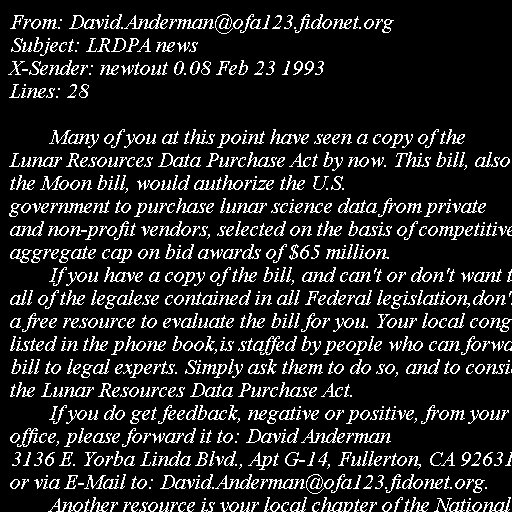 From: David.Anderman@ofa123.fidonet.org
Subject: LRDPA news
X-Sender: newtout 0.08 Feb 23 1993
Lines: 28
Many of you at this point have seen a copy of the
Lunar Resources Data Purchase Act by now. This bill, also
the Moon bill, would authorize the U.S.
government to purchase lunar science data from private
and non-profit vendors, selected on the basis of competitive
aggregate cap on bid awards of $65 million.
If you have a copy of the bill, and can't or don't want
all of the legalese contained in all Federal legislation,don't
a free resource to evaluate the bill for you. Your local
listed in the phone book,is staffed by people who can
bill to legal experts. Simply ask them to do so, and to
the Lunar Resources Data Purchase Act.
If you do get feedback, negative or positive, from your
office, please forward it to: David Anderman
3136 E. Yorba Linda Blvd., Apt G-14, Fullerton, CA 92631
or via E-Mail to: David.Anderman@ofa123.fidonet.org.
Another resource is your local chapter of the National